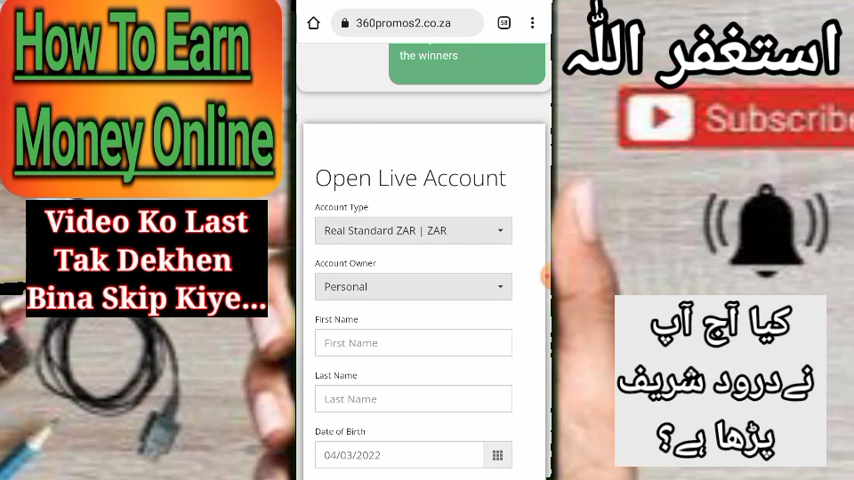 How To Earn
Money Online
Video Ko Last
Tak Dekhen
Bina Skip Kiye...
360promos2.co.za
58
the winners
Open Live Account
Account Type
Real Standard ZAR | ZAR
Account Owner
Personal
First Name
First Name
Last Name
Last Name
Date of Birth
04/03/2022
استغفر اللّٰہ
Subscribe
کیا آج آپ
نے درود شریف
پڑھا ہے؟